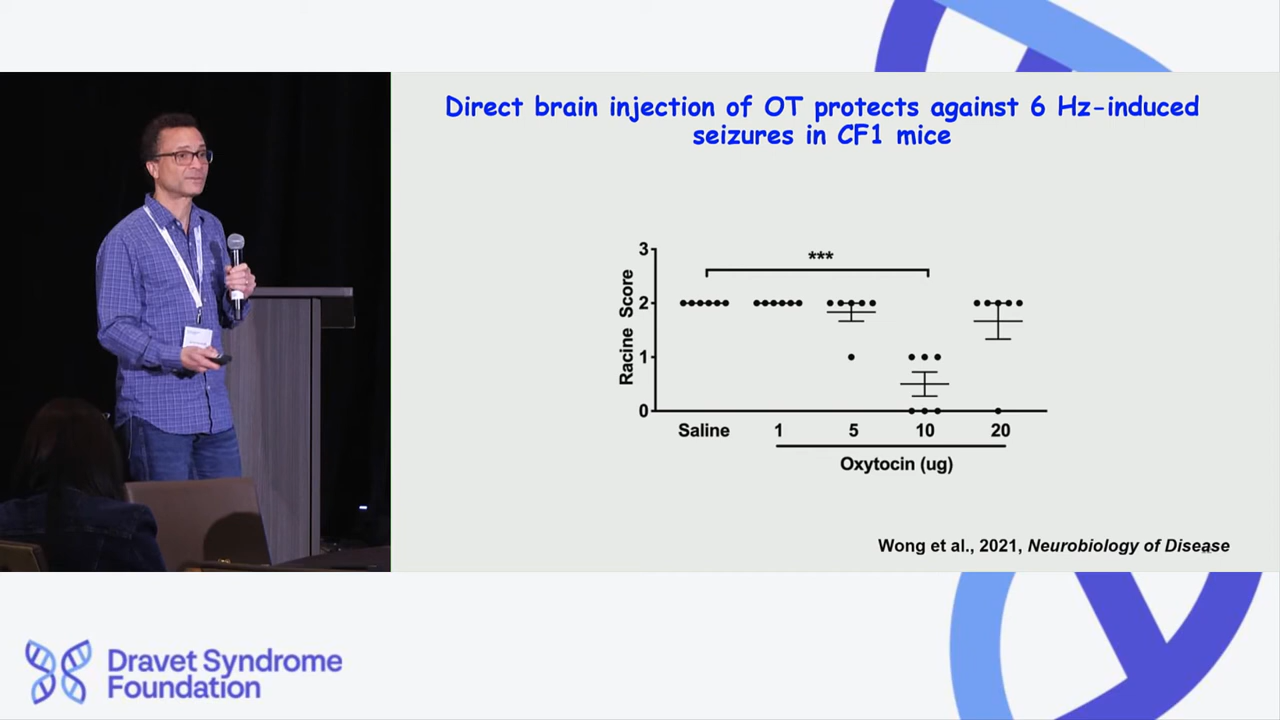 Direct brain injection of OT protects against 6 Hz-induced
seizures in CF1 mice
3
2
1
0
Racine Score
***
Saline
1
5
10
20
Oxytocin (ug)
Wong et al., 2021, Neurobiology of Disease
Dravet Syndrome
Foundation